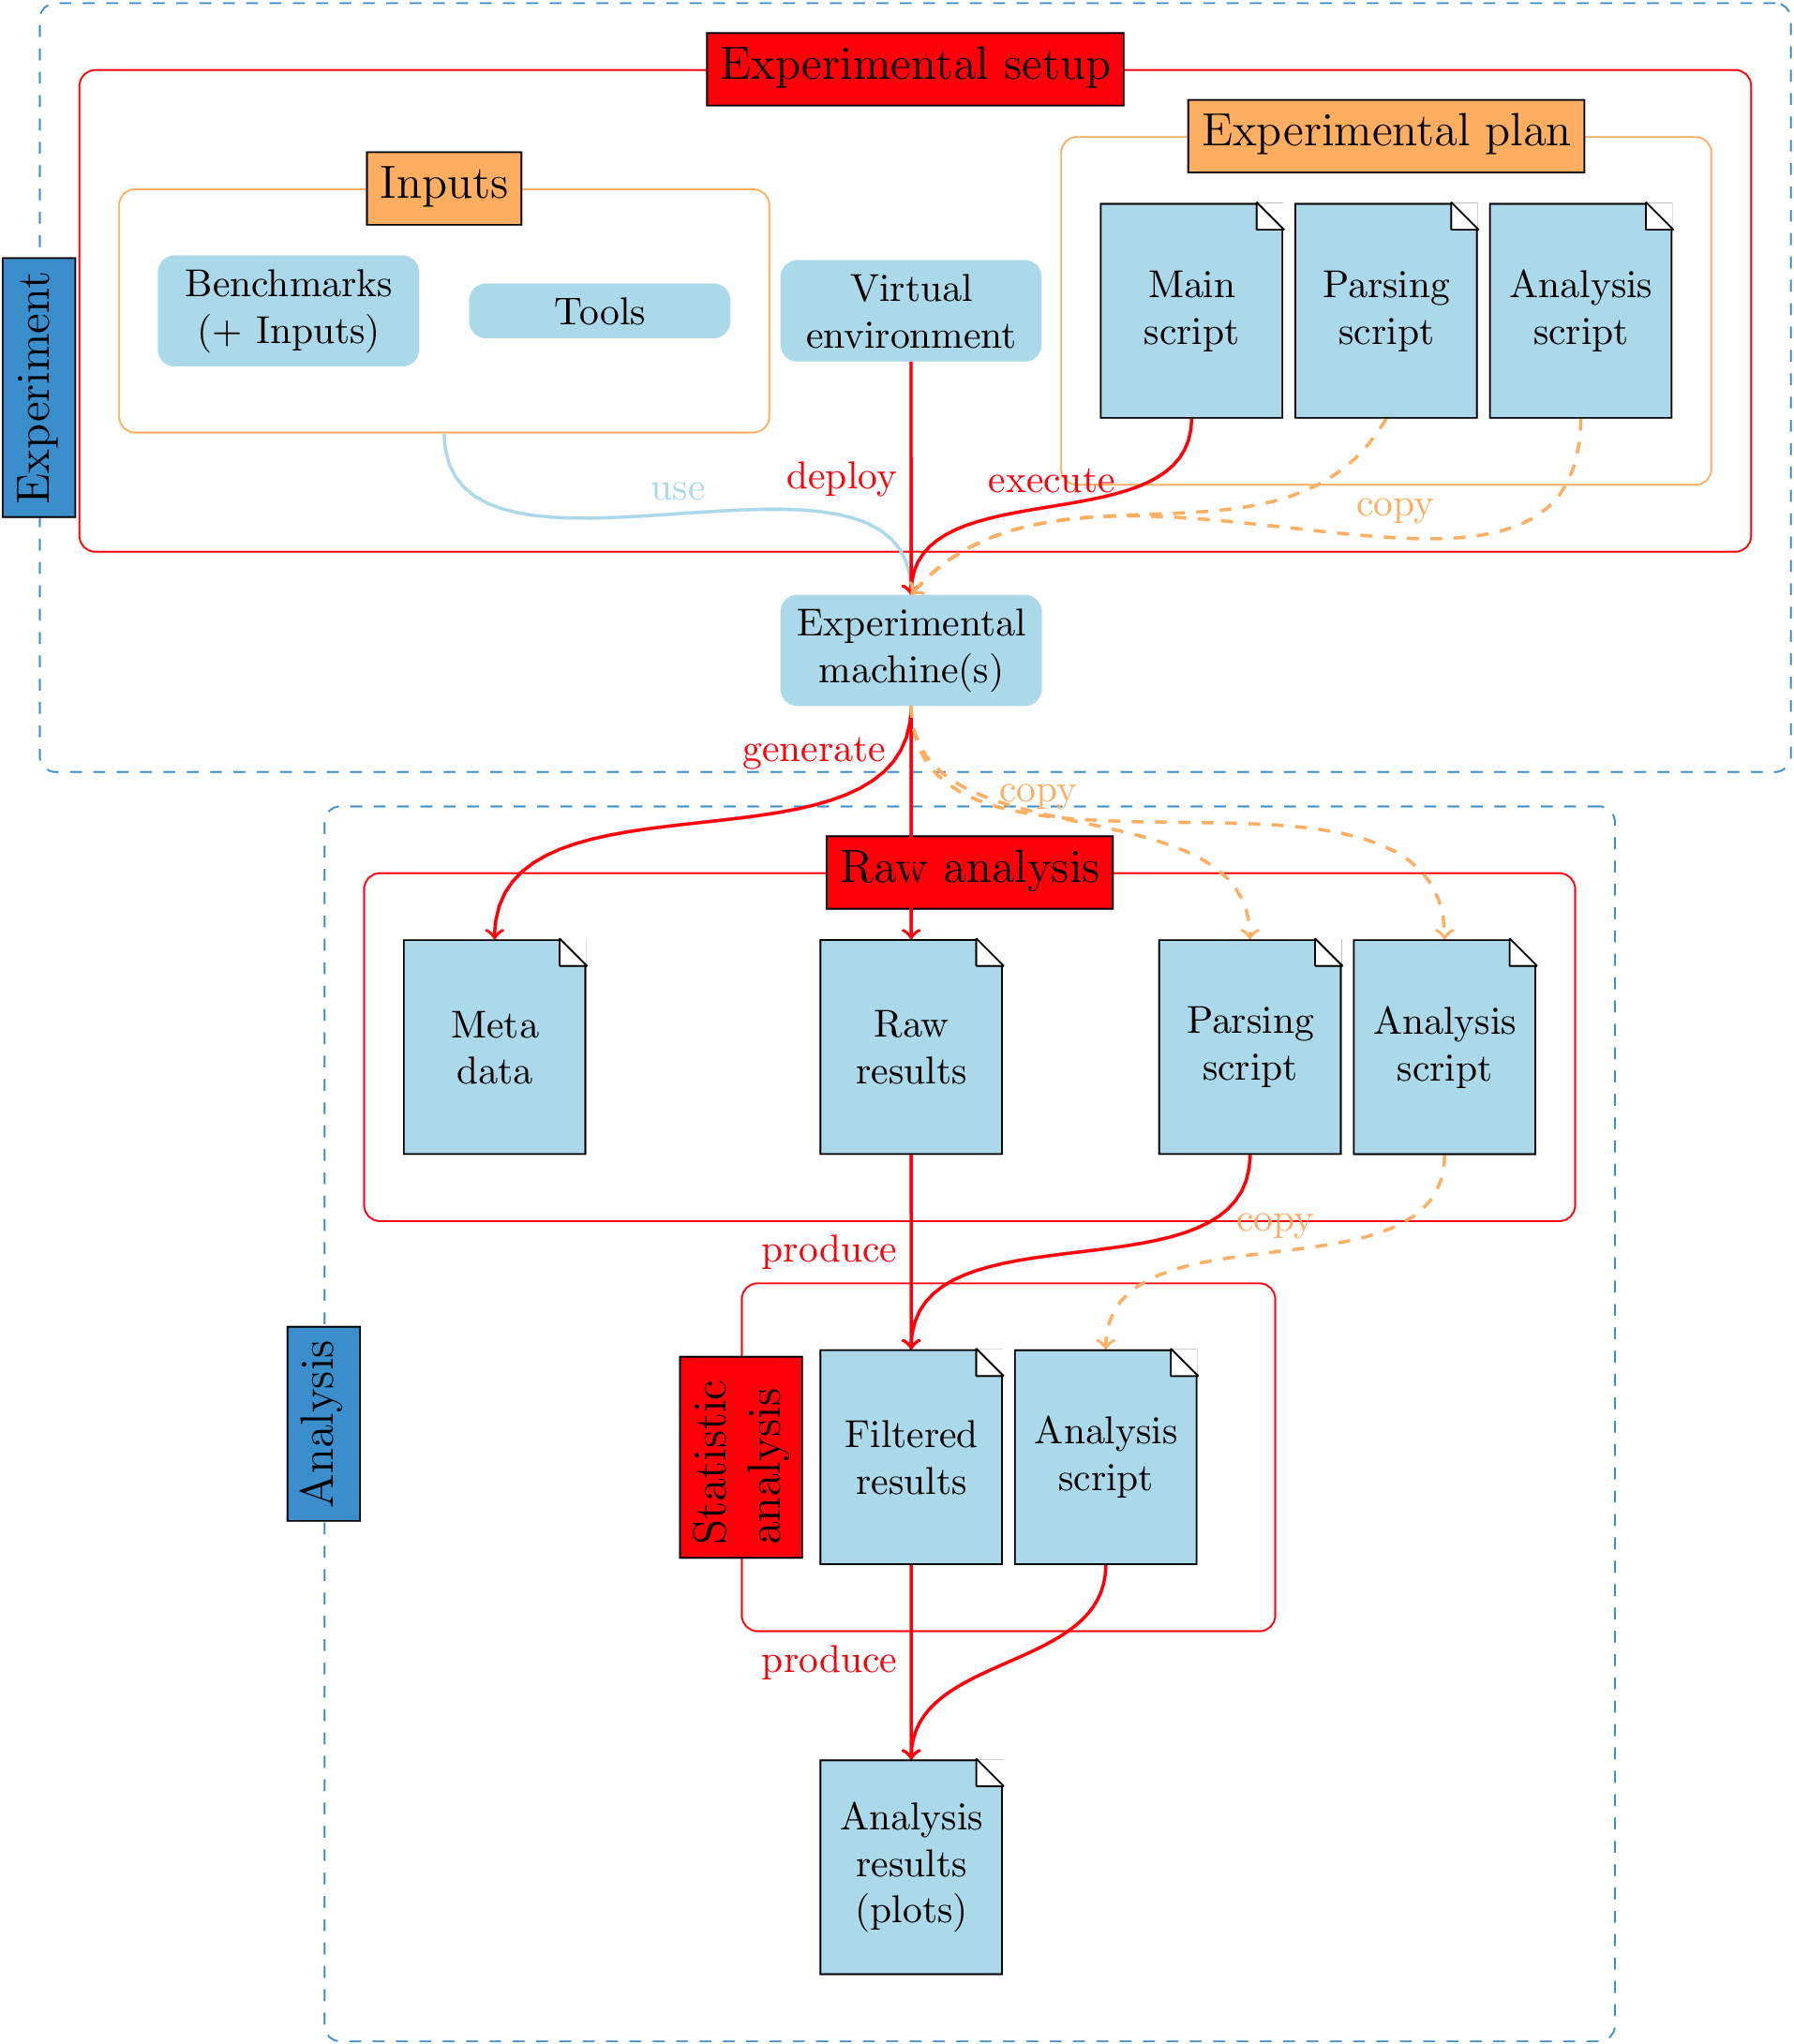 Experimental setup
Experimental plan
Inputs
Experiment
Benchmarks
(+ Inputs)
Tools
Virtual
environment
Main
script
Parsing
script
Analysis
script
use
deploy
execute
copy
Experimental
machine(s)
generate
copy
Raw analysis
Meta
data
Raw
results
Parsing
script
Analysis
script
produce
copy
Analysis
Statistic
analysis
Filtered
results
Analysis
script
produce
Analysis
results
(plots)